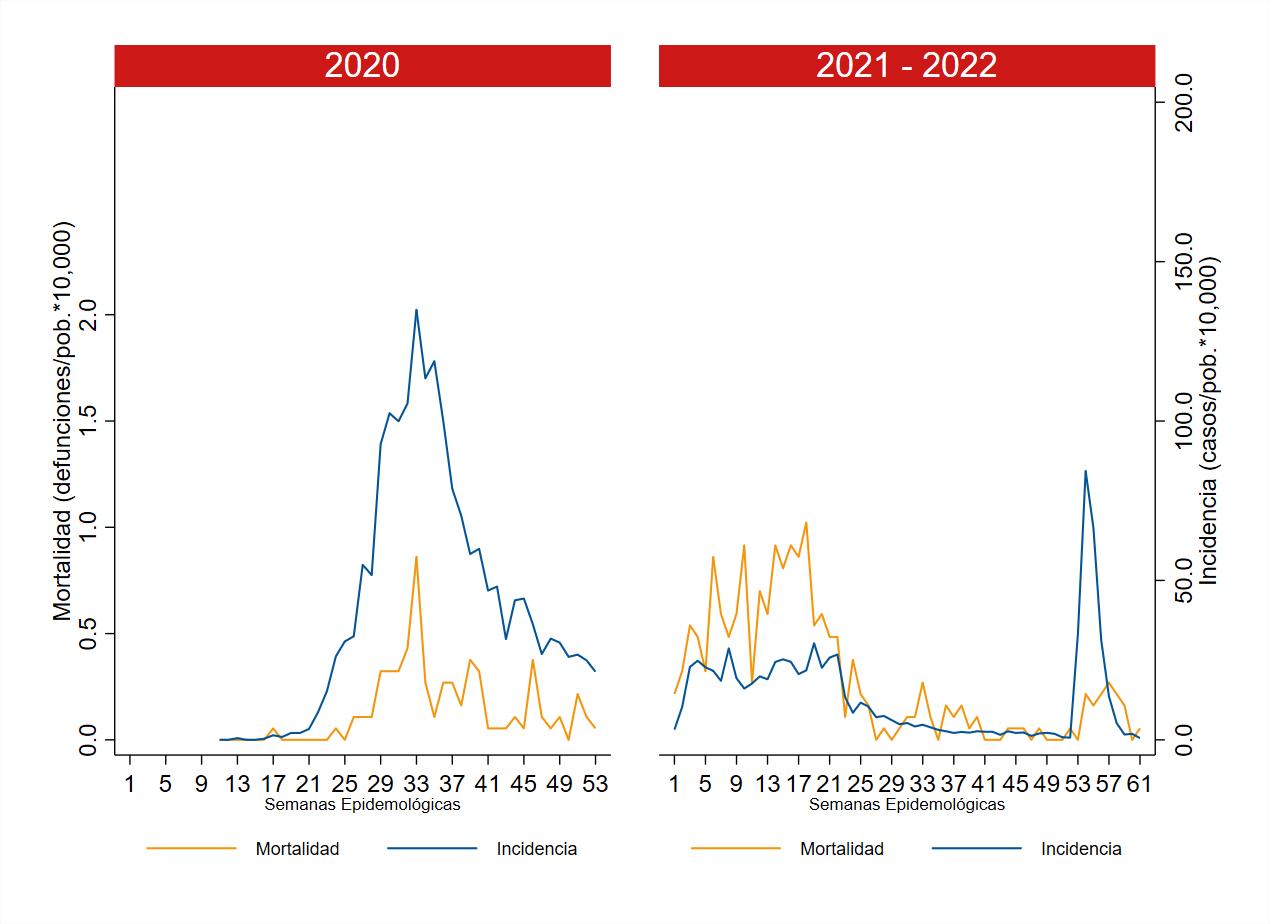 2020
2021 - 2022
Mortalidad (defunciones/pob.*10,000)
2.0
1.5
1.0
0.5
0.0
200.0
150.0
100.0
50.0
0.0
Incidencia (casos/pob.*10,000)
1 5 9 13 17 21 25 29 33 37 41 45 49 53
Semanas Epidemológicas
1 5 9 13 17 21 25 29 33 37 41 45 49 53 57 61
Semanas Epidemológicas
Mortalidad Incidencia
Mortalidad Incidencia